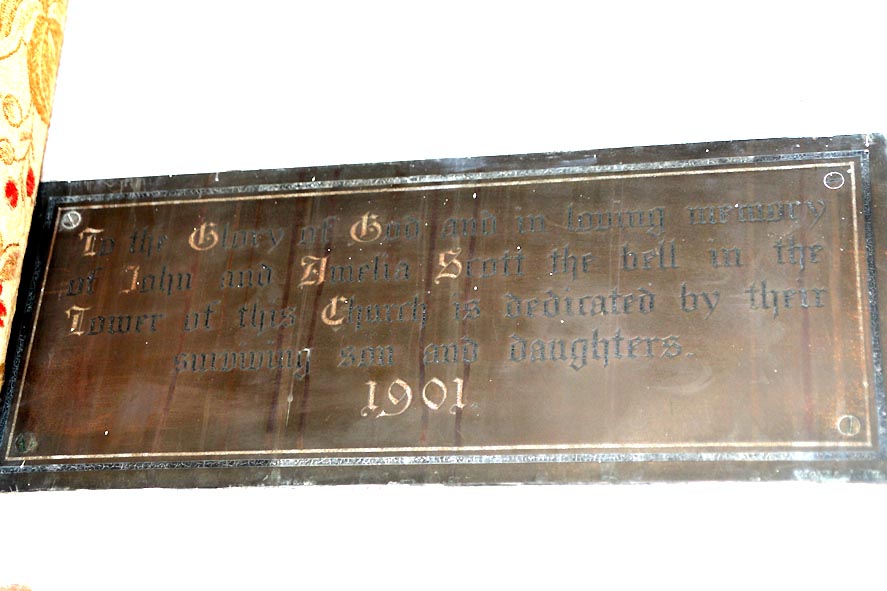 To the Glory of God and in loving memory
of John and Amelia Scott the bell in the
Tower of this Church is dedicated by their
surviving son and daughters.
1901